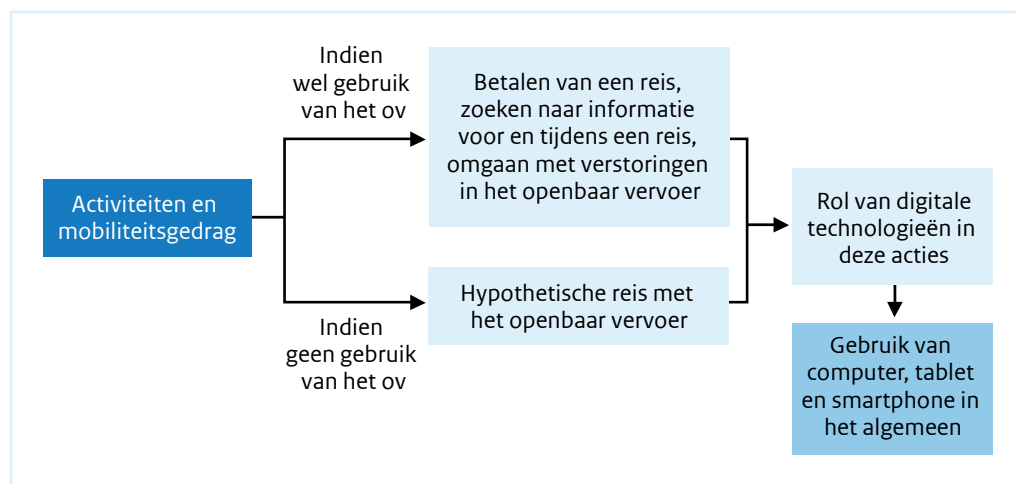 Activiteiten en
mobiliteitsgedrag
Indien
wel gebruik
van het ov
Betalen van een reis,
zoeken naar informatie
voor en tijdens een reis,
omgaan met verstoringen
in het openbaar vervoer
Indien
geen gebruik
van het ov
Hypothetische reis met
het openbaar vervoer
Rol van digitale
technologieën in
deze acties
Gebruik van
computer, tablet
en smartphone in
het algemeen